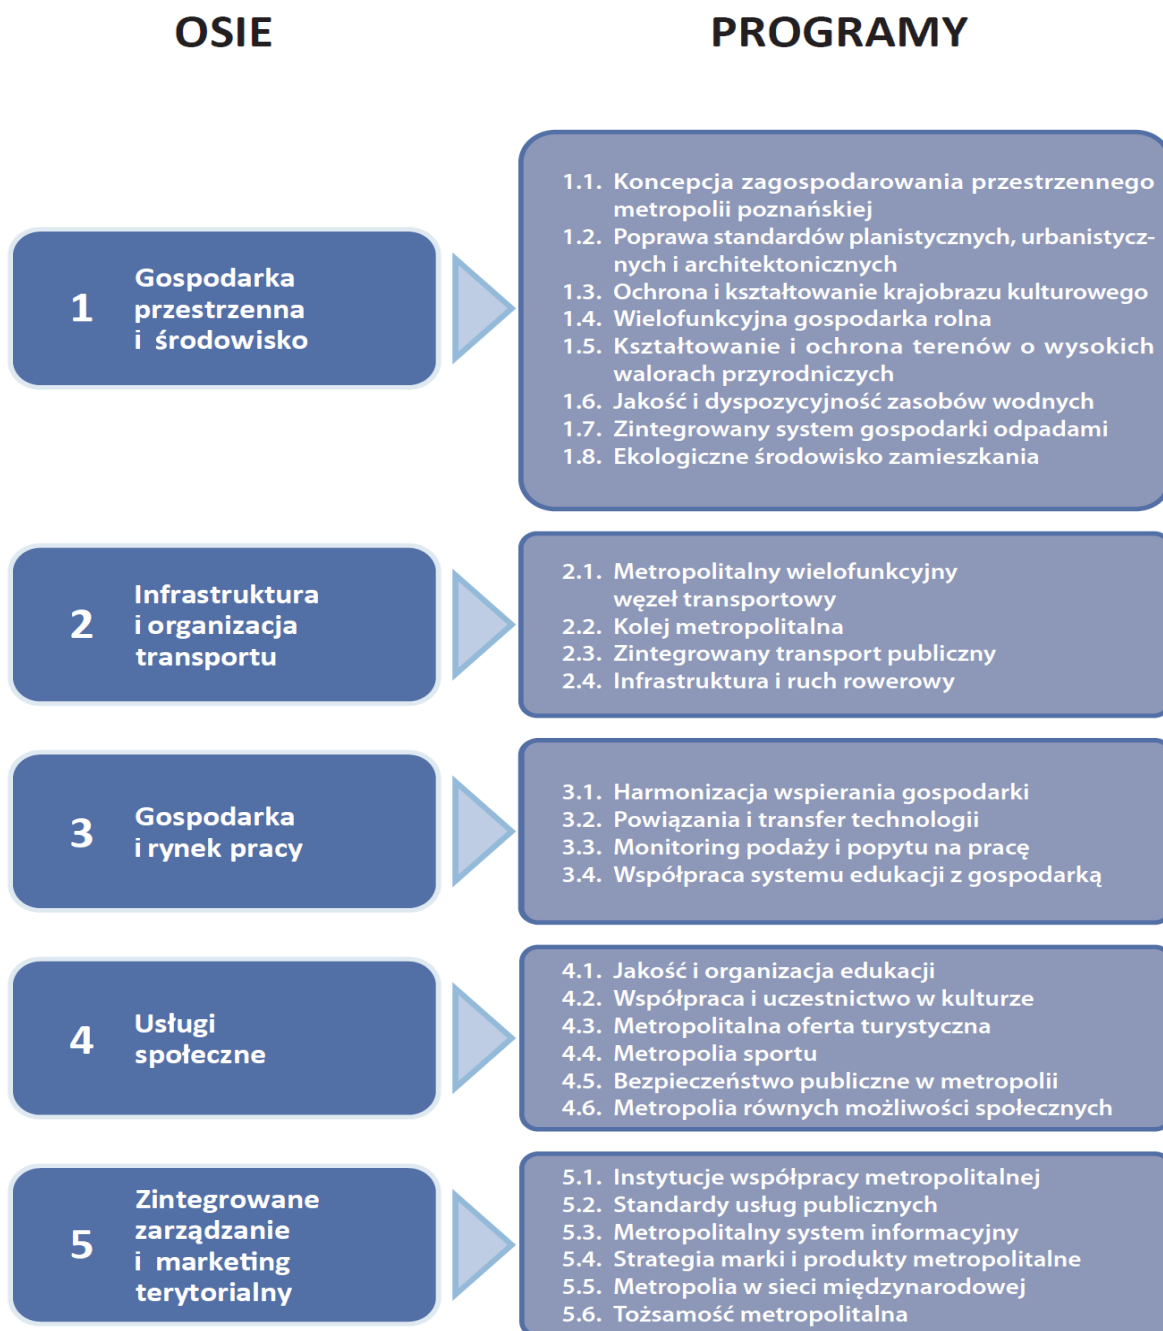 OSIE
PROGRAMY
1
Gospodarka
przestrzenna
i środowisko
1.1. Koncepcja zagospodarowania przestrzennego
metropolii poznańskiej
1.2. Poprawa standardów planistycznych, urbanistycz-
nych i architektonicznych
1.3. Ochrona i kształtowanie krajobrazu kulturowego
1.4. Wielofunkcyjna gospodarka rolna
1.5. Kształtowanie i ochrona terenów o wysokich
walorach przyrodniczych
1.6. Jakość i dyspozycyjność zasobów wodnych
1.7. Zintegrowany system gospodarki odpadami
1.8. Ekologiczne środowisko zamieszkania
2
Infrastruktura
i organizacja
transportu
2.1. Metropolitalny wielofunkcyjny
węzeł transportowy
2.2. Kolej metropolitalna
2.3. Zintegrowany transport publiczny
2.4. Infrastruktura i ruch rowerowy
3
Gospodarka
i rynek pracy
3.1. Harmonizacja wspierania gospodarki
3.2. Powiązania i transfer technologii
3.3. Monitoring podaży i popytu na pracę
3.4. Współpraca systemu edukacji z gospodarką
4
Usługi
społeczne
4.1. Jakość i organizacja edukacji
4.2. Współpraca i uczestnictwo w kulturze
4.3. Metropolitalna oferta turystyczna
4.4. Metropolia sportu
4.5. Bezpieczeństwo publiczne w metropolii
4.6. Metropolia równych możliwości społecznych
5
Zintegrowane
zarządzanie
i marketing
terytorialny
5.1. Instytucje współpracy metropolitalnej
5.2. Standardy usług publicznych
5.3. Metropolitalny system informacyjny
5.4. Strategia marki i produkty metropolitalne
5.5. Metropolia w sieci międzynarodowej
5.6. Tożsamość metropolitalna